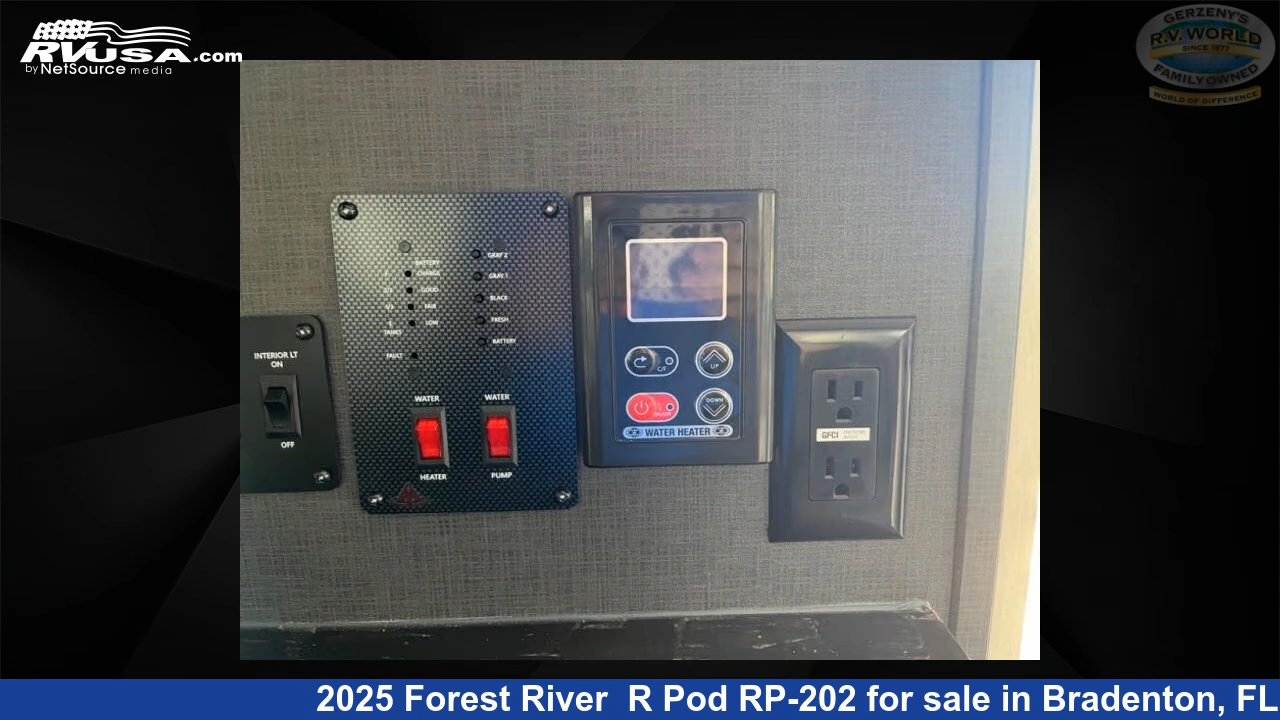 RVUSA.com
by NetSource media
GERZENY'S
R.V. WORLD
SINCE 1977
FAMILY OWNED
WORLD OF DIFFERENCE
INTERIOR LT
ON
OFF
BATTERY
CHARGE
GOOD
FAIR
LOW
TANKS
FAULT
GRAY 2
GRAY 1
BLACK
FRESH
BATTERY
WATER
HEATER
WATER
PUMP
C/F
UP
DOWN
WATER HEATER
GFCI
2025 Forest River R Pod RP-202 for sale in Bradenton, FL